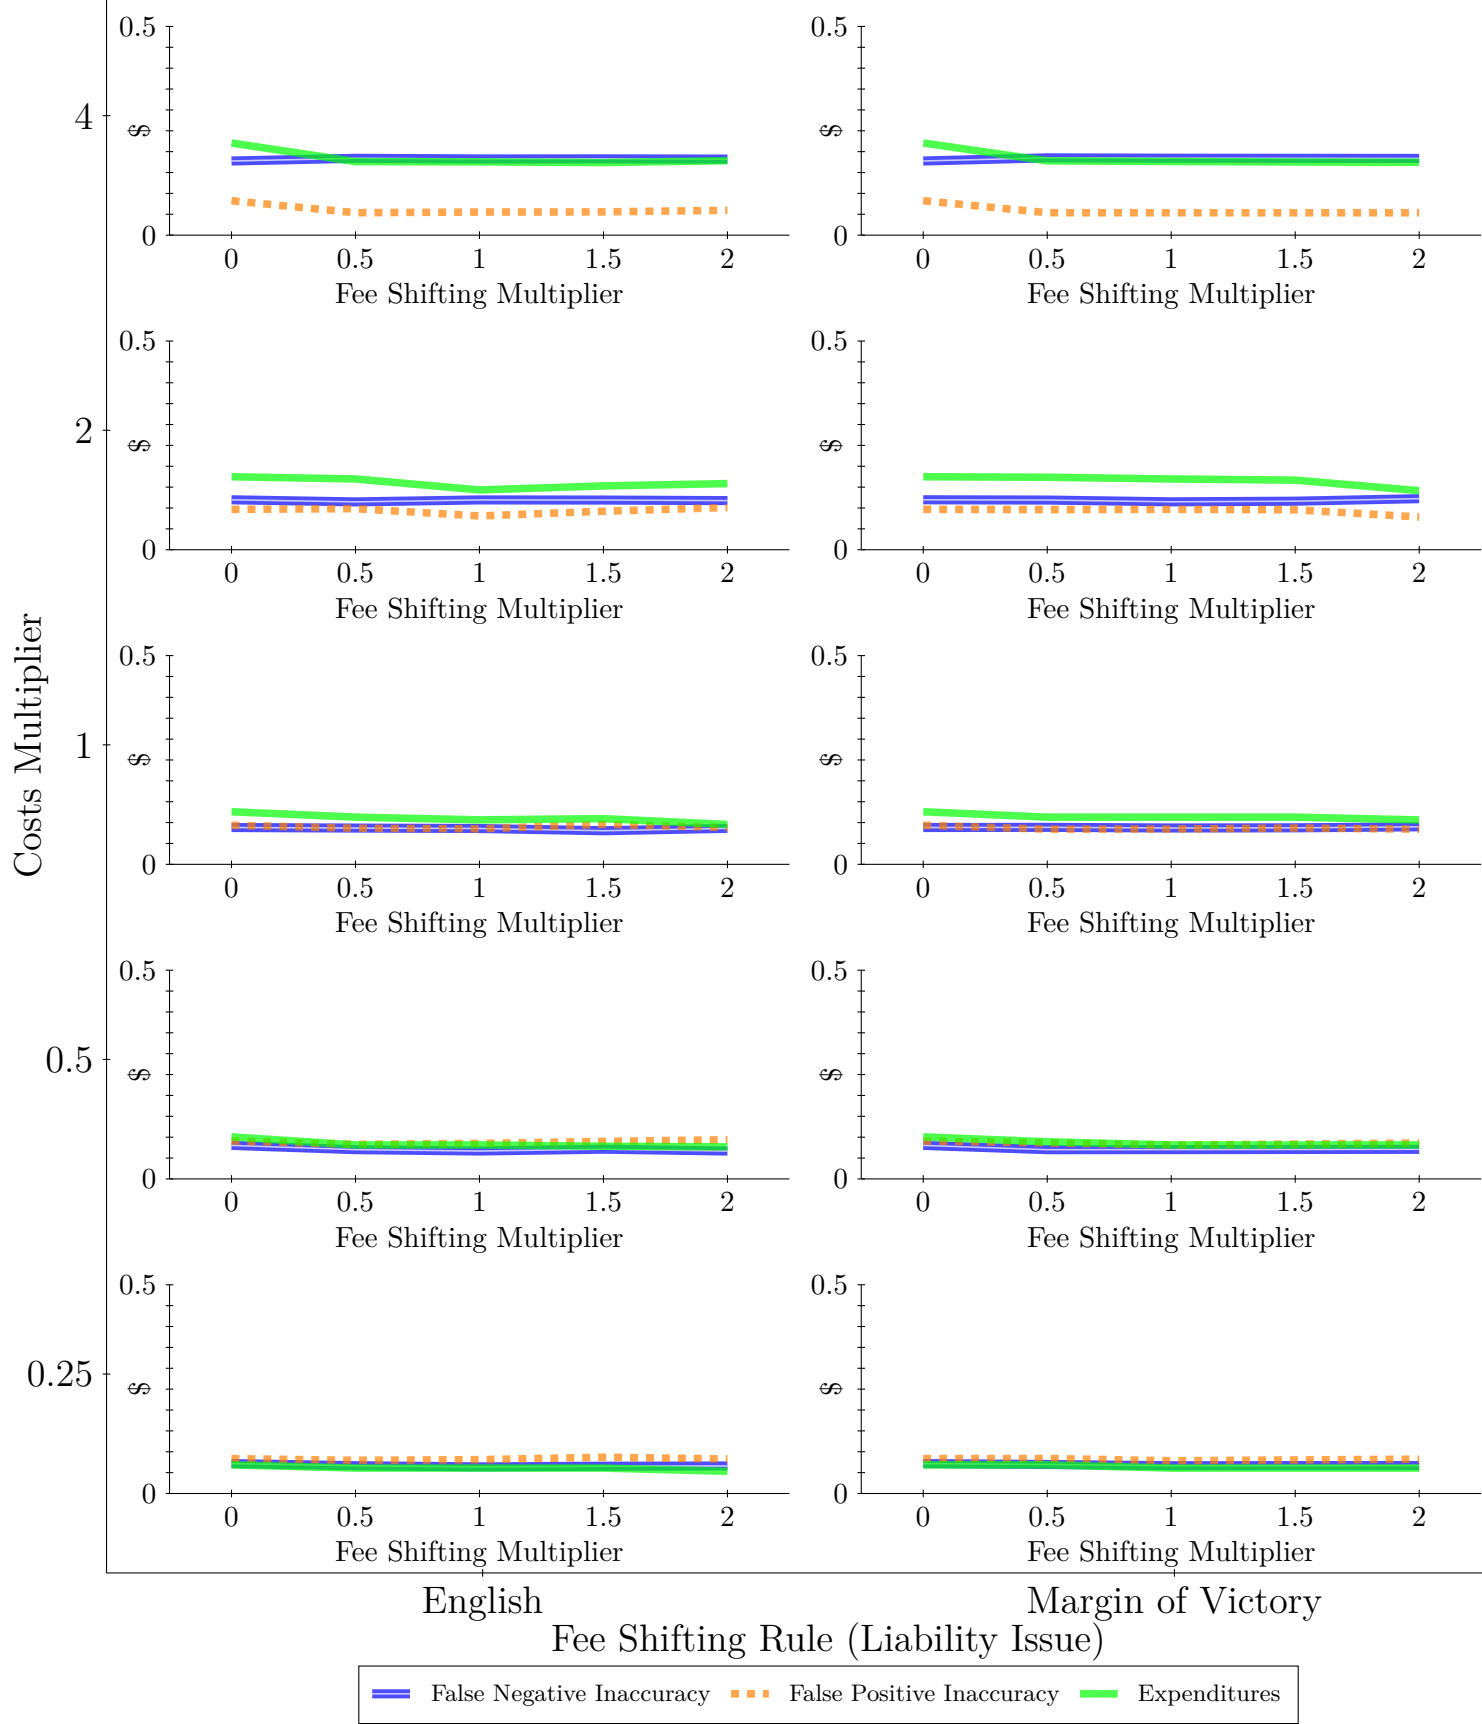 Costs Multiplier
4
0.5
$
0
0 0.5 1 1.5 2
Fee Shifting Multiplier
0.5
$
0
0 0.5 1 1.5 2
Fee Shifting Multiplier
2
0.5
$
0
0 0.5 1 1.5 2
Fee Shifting Multiplier
0.5
$
0
0 0.5 1 1.5 2
Fee Shifting Multiplier
1
0.5
$
0
0 0.5 1 1.5 2
Fee Shifting Multiplier
0.5
$
0
0 0.5 1 1.5 2
Fee Shifting Multiplier
0.5
0.5
$
0
0 0.5 1 1.5 2
Fee Shifting Multiplier
0.5
$
0
0 0.5 1 1.5 2
Fee Shifting Multiplier
0.25
0.5
$
0
0 0.5 1 1.5 2
Fee Shifting Multiplier
0.5
$
0
0 0.5 1 1.5 2
Fee Shifting Multiplier
English Margin of Victory
Fee Shifting Rule (Liability Issue)
False Negative Inaccuracy False Positive Inaccuracy Expenditures